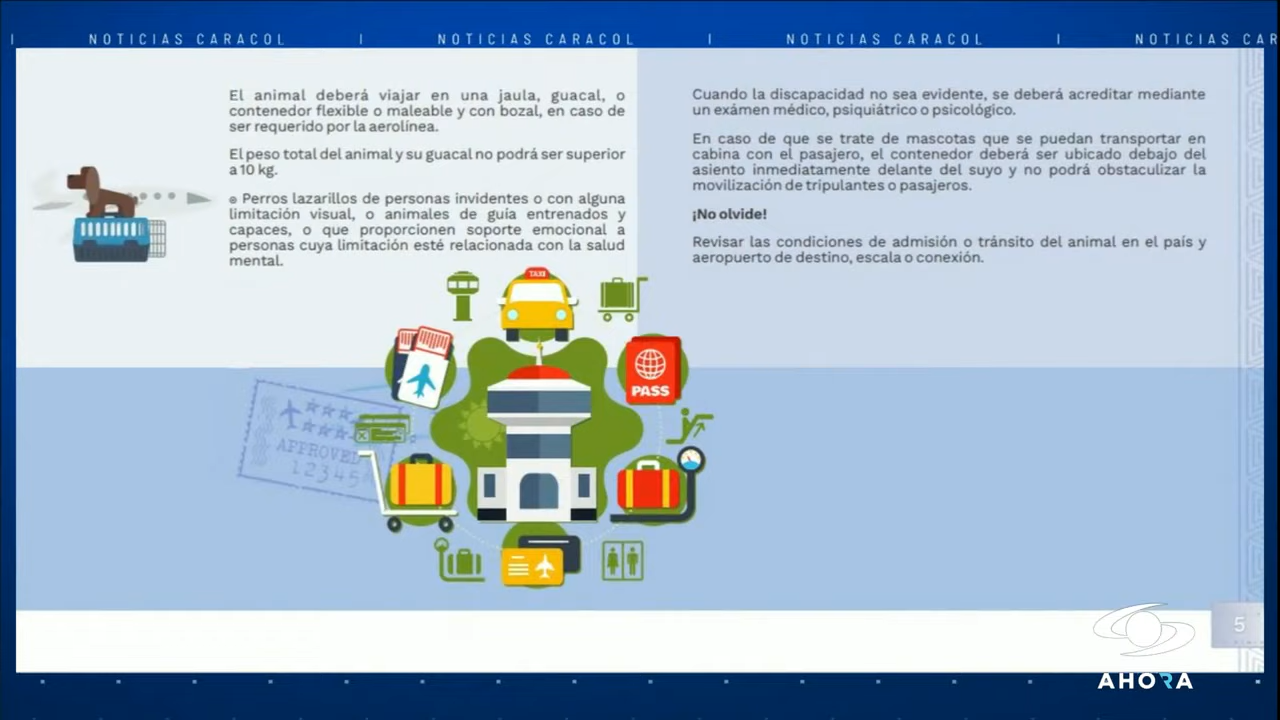 NOTICIAS CARACOL
NOTICIAS CARACOL
NOTICIAS CARACOL
NOTICIAS CAR
El animal deberá viajar en una jaula, guacal, o
contenedor flexible o maleable y con bozal, en caso de
ser requerido por la aerolínea.
El peso total del animal y su guacal no podrá ser superior
a 10 kg.
Perros lazarillos de personas invidentes o con alguna
limitación visual, o animales de guía entrenados y
capaces, o que proporcionen soporte emocional a
personas cuya limitación esté relacionada con la salud
mental.
Cuando la discapacidad no sea evidente, se deberá acreditar mediante
un exámen médico, psiquiátrico o psicológico.
En caso de que se trate de mascotas que se puedan transportar en
cabina con el pasajero, el contenedor deberá ser ubicado debajo del
asiento inmediatamente delante del suyo y no podrá obstaculizar la
movilización de tripulantes o pasajeros.
¡No olvide!
Revisar las condiciones de admisión o tránsito del animal en el país y
aeropuerto de destino, escala o conexión.
TAXI
PASS
APPROVED
12345
5
AHORA